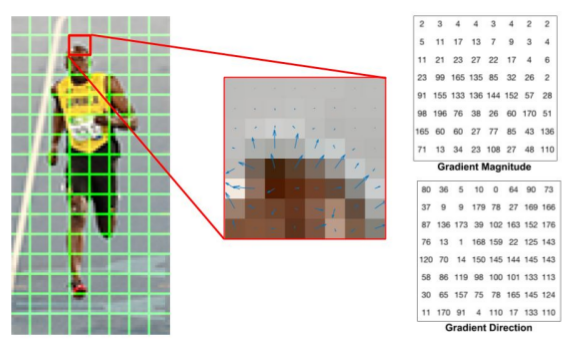 2 3 4 4 3 4 2 2
5 11 17 13 7 9 3 4
11 21 23 27 22 17 4 6
23 99 165 135 85 32 26 2
91 155 133 136 144 152 57 28
98 196 76 38 26 60 170 51
165 60 60 27 77 85 43 136
71 13 34 23 108 27 48 110
Gradient Magnitude
80 36 5 10 0 64 90 73
37 9 9 179 78 27 169 166
87 136 173 39 102 163 152 176
76 13 1 168 159 22 125 143
120 70 14 150 145 144 145 143
58 86 119 98 100 101 133 113
30 65 157 75 78 165 145 124
11 170 91 4 110 17 133 110
Gradient Direction